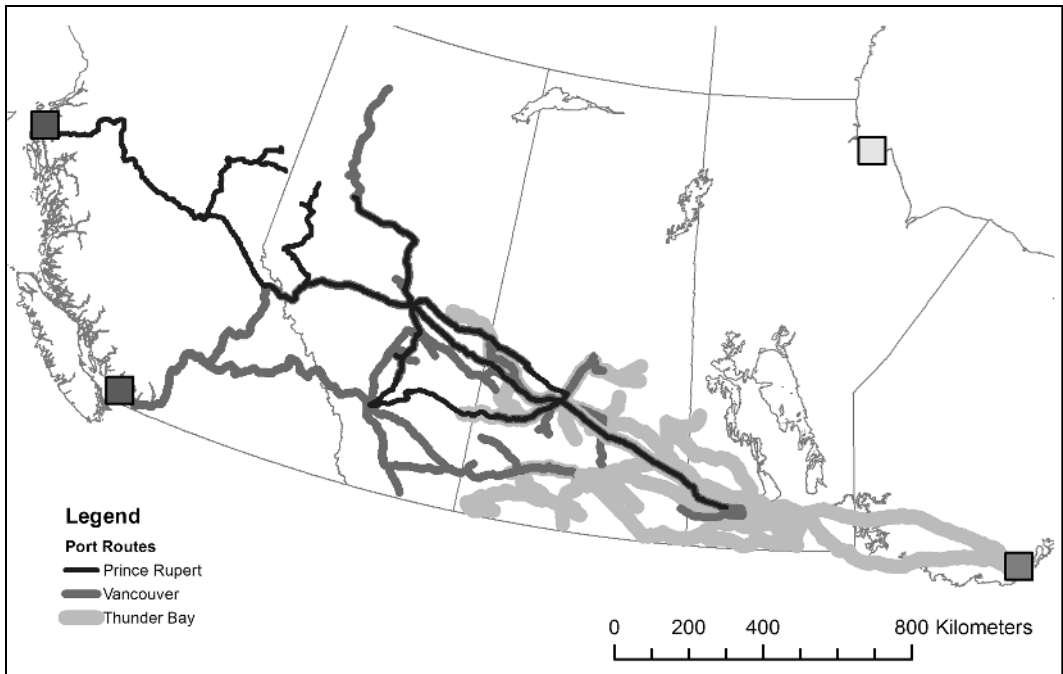 Legend
Port Routes
Prince Rupert
Vancouver
Thunder Bay
0 200 400 800 Kilometers